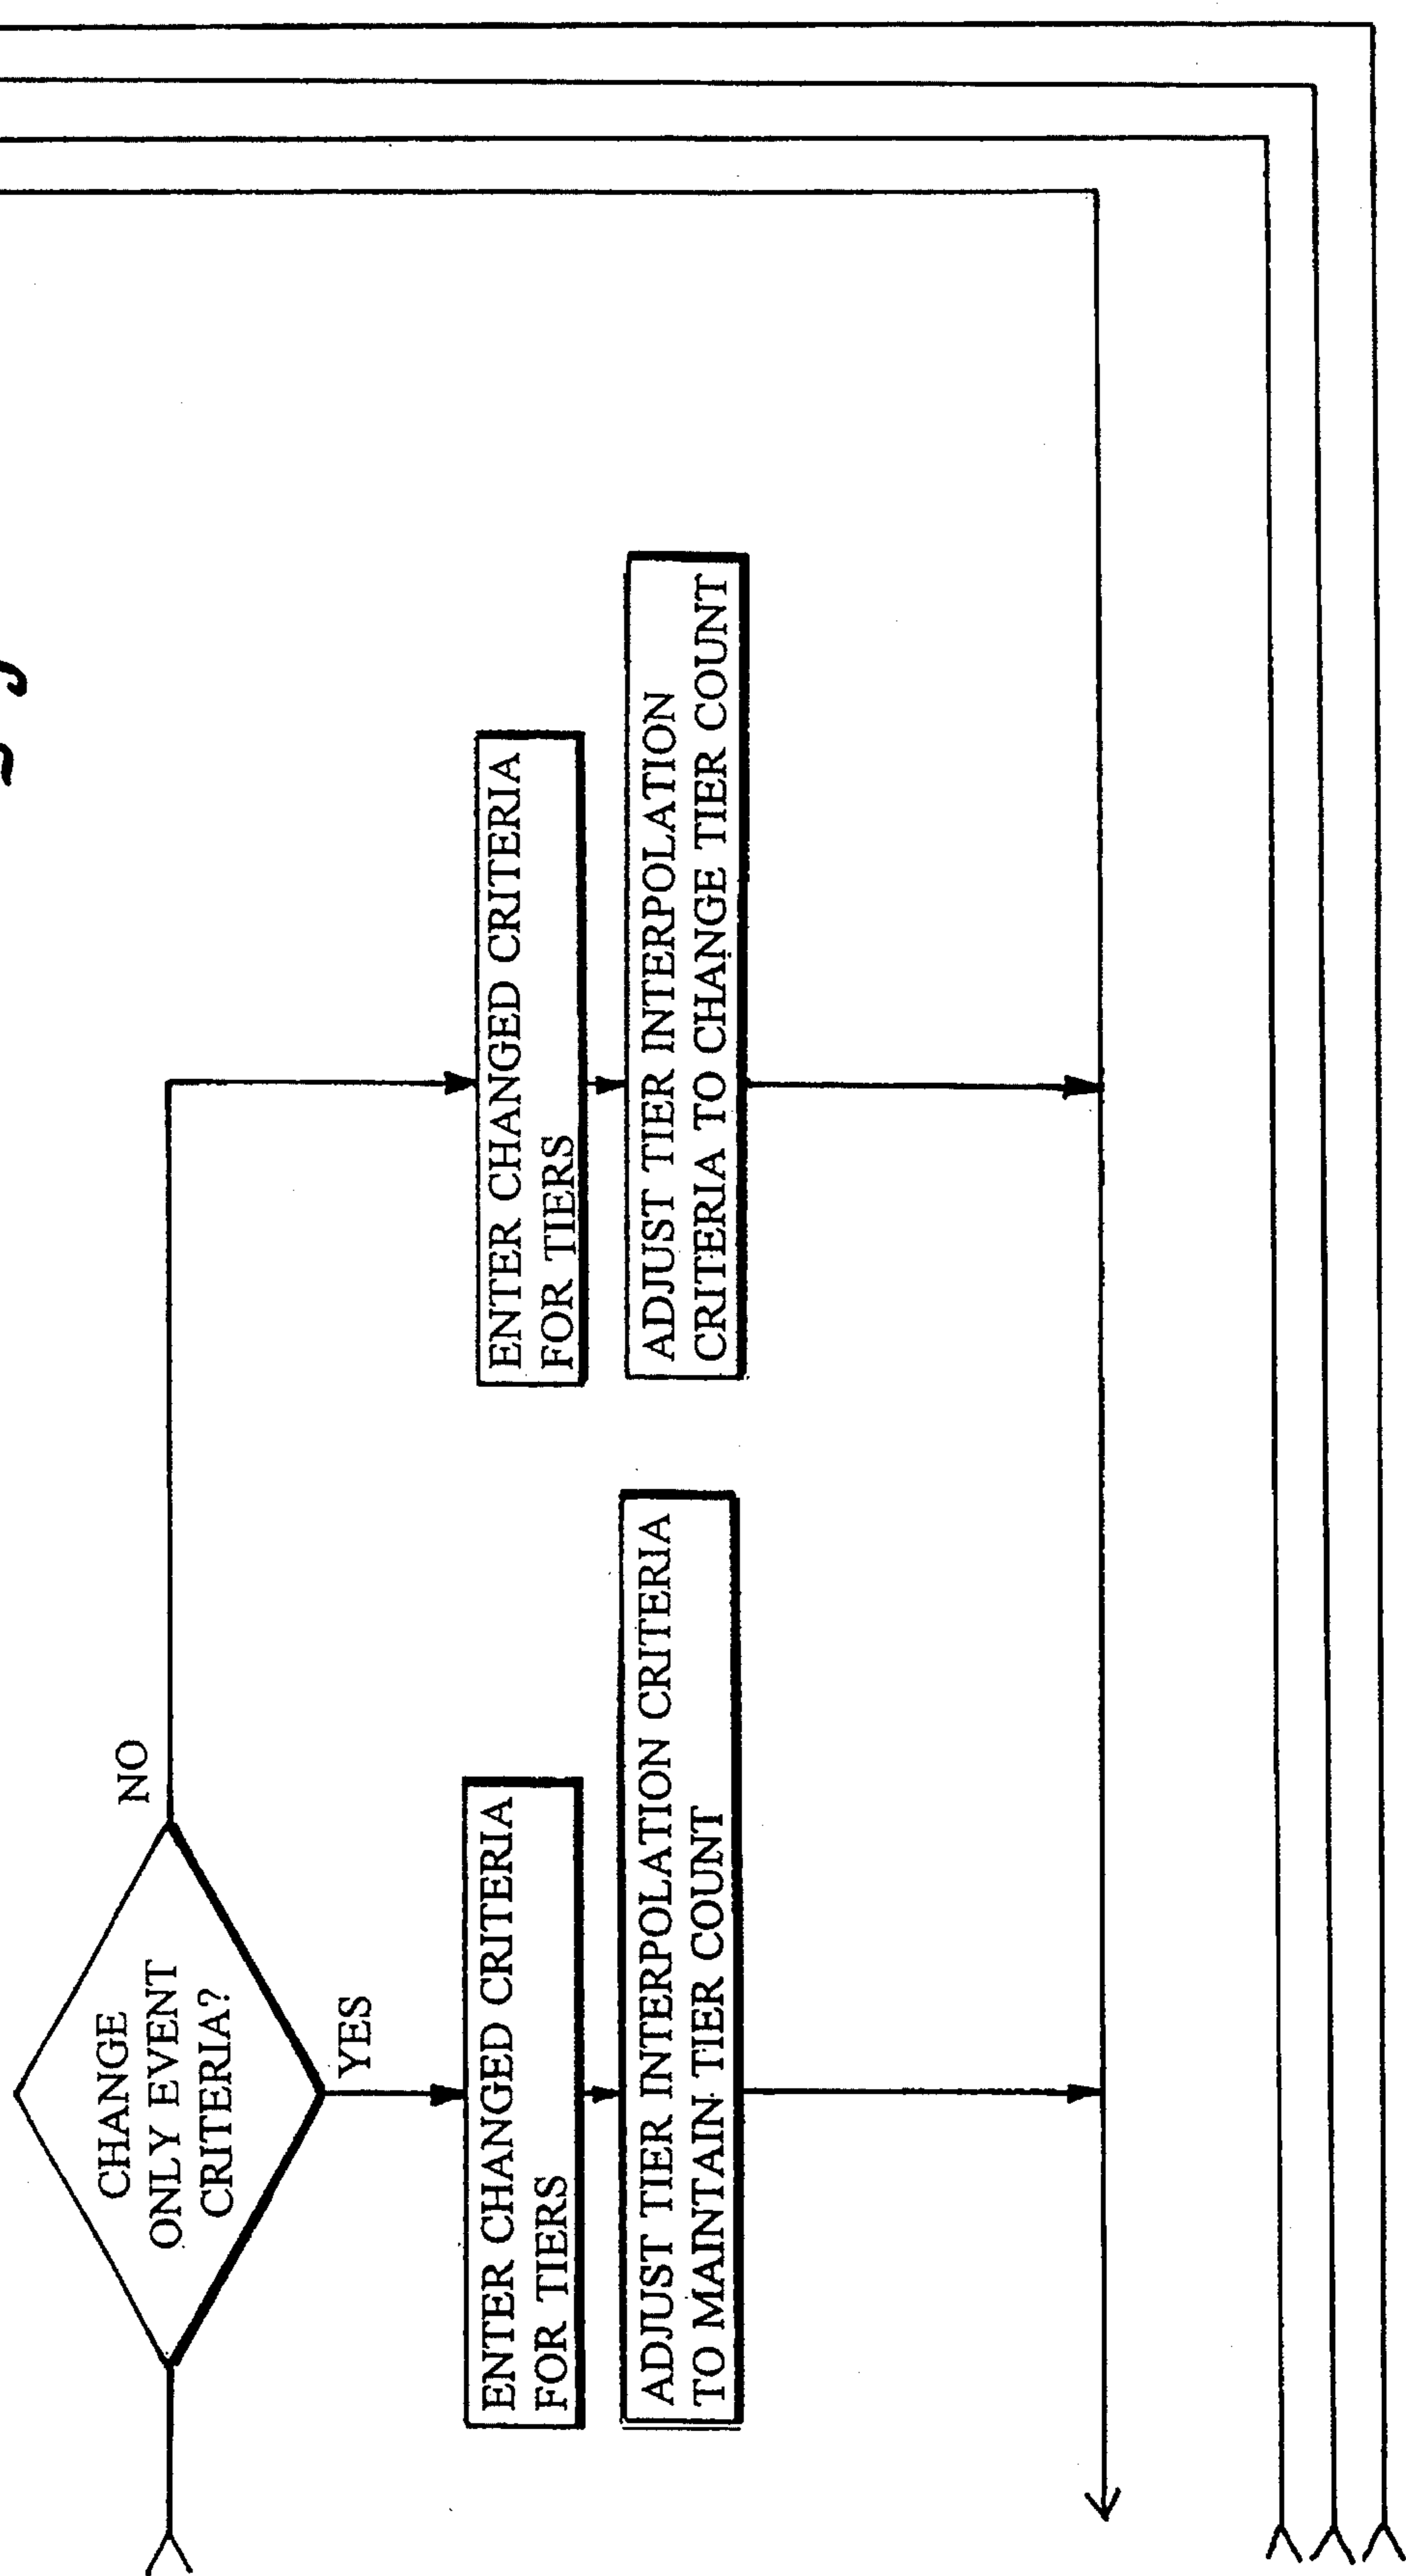 CHANGE
ONLY EVENT
CRITERIA?
NO
YES
ENTER CHANGED CRITERIA
FOR TIERS
ADJUST TIER INTERPOLATION CRITERIA
TO MAINTAIN TIER COUNT
ENTER CHANGED CRITERIA
FOR TIERS
ADJUST TIER INTERPOLATION
CRITERIA TO CHANGE TIER COUNT